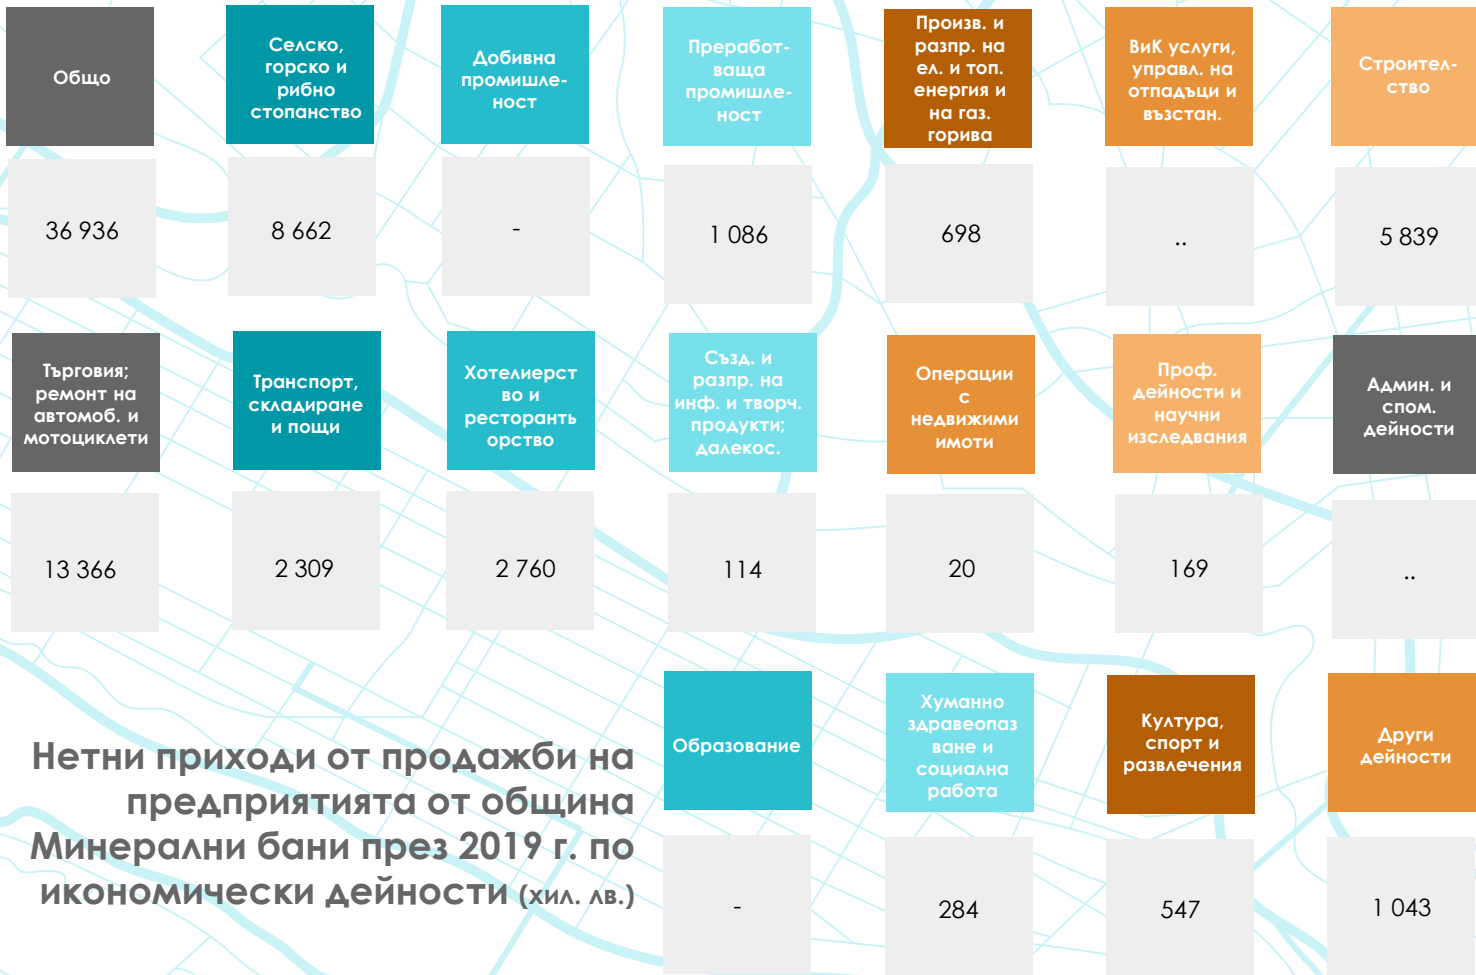 Общо
Селско,
горско и
рибно
стопанство
Добивна
промишле-
ност
Преработ-
ваща
промишле-
ност
Произв. и
разпр. на
ел. и топ.
енергия и
на газ.
горива
ВиК услуги,
управл. на
отпадъци и
възстан.
Строител-
ство
36 936
8 662
-
1 086
698
..
5 839
Търговия;
ремонт на
автомоб. и
мотоциклети
Транспорт,
складиране
и пощи
Хотелиерст
во и
ресторанть
орство
Създ. и
разпр. на
инф. и творч.
продукти;
далекос.
Операции
с
недвижими
имоти
Проф.
дейности и
научни
изследвания
Админ. и
спом.
дейности
13 366
2 309
2 760
114
20
169
..
Образование
Хуманно
здравеопаз
ване и
социална
работа
Култура,
спорт и
развлечения
Други
дейности
-
284
547
1 043
Нетни приходи от продажби на
предприятията от община
Минерални бани през 2019 г. по
икономически дейности (хил. лв.)